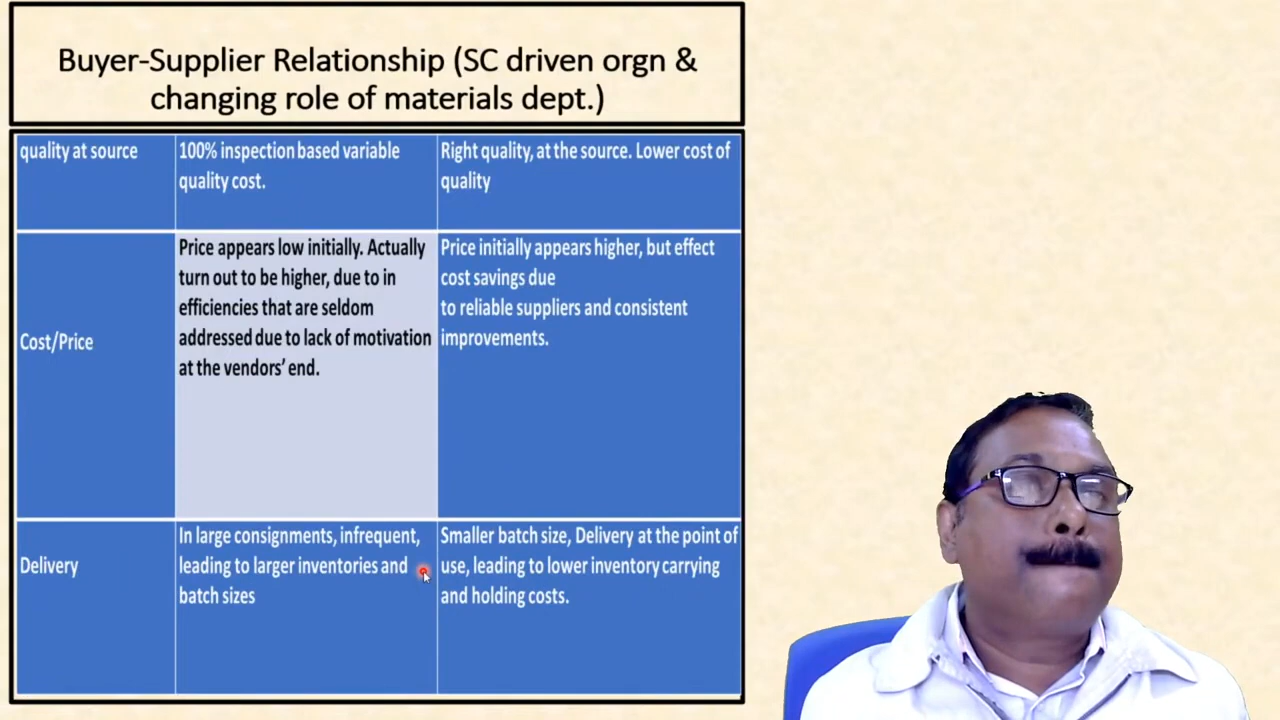 Buyer-Supplier Relationship (SC driven orgn &
changing role of materials dept.)
quality at source
100% inspection based variable
quality cost.
Right quality, at the source. Lower cost of
quality
Cost/Price
Price appears low initially. Actually
turn out to be higher, due to in
efficiencies that are seldom
addressed due to lack of motivation
at the vendors’ end.
Price initially appears higher, but effect
cost savings due
to reliable suppliers and consistent
improvements.
Delivery
In large consignments, infrequent,
leading to larger inventories and
batch sizes
Smaller batch size, Delivery at the point of
use, leading to lower inventory carrying
and holding costs.